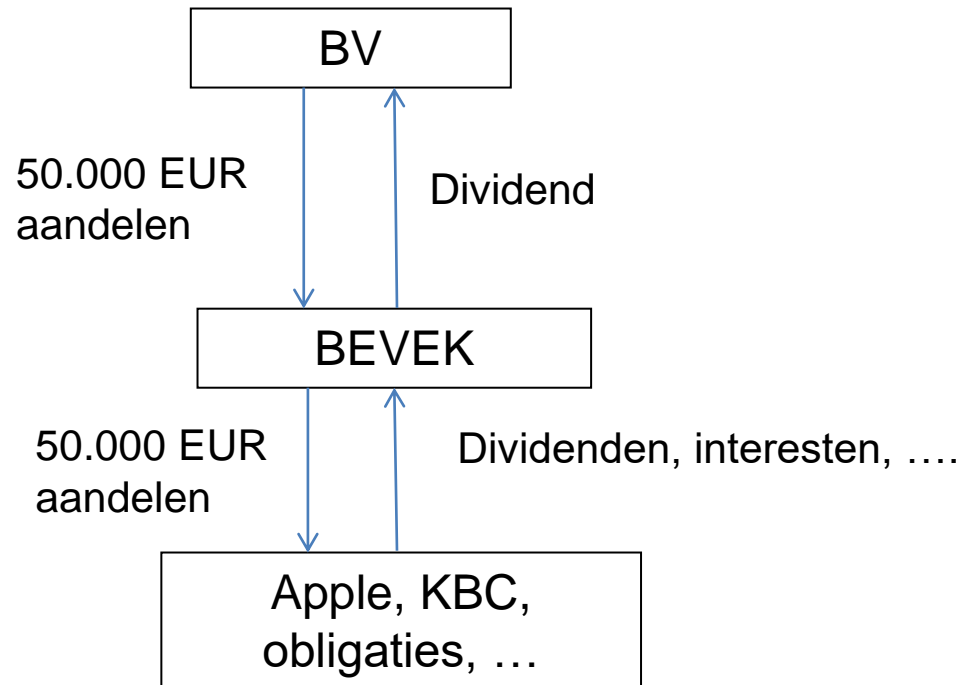 BV
50.000 EUR
aandelen
Dividend
BEVEK
50.000 EUR
aandelen
Dividenden, interesten, ….
Apple, KBC,
obligaties, …